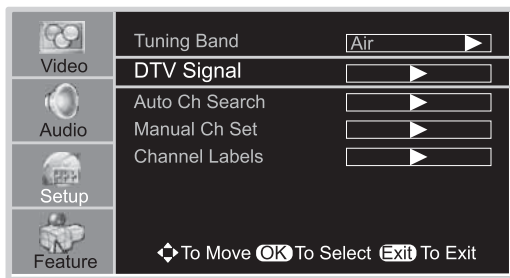 Video
Audio
Setup
Feature
Tuning Band Air
DTV Signal
Auto Ch Search
Manual Ch Set
Channel Labels
To Move OK To Select Exit To Exit